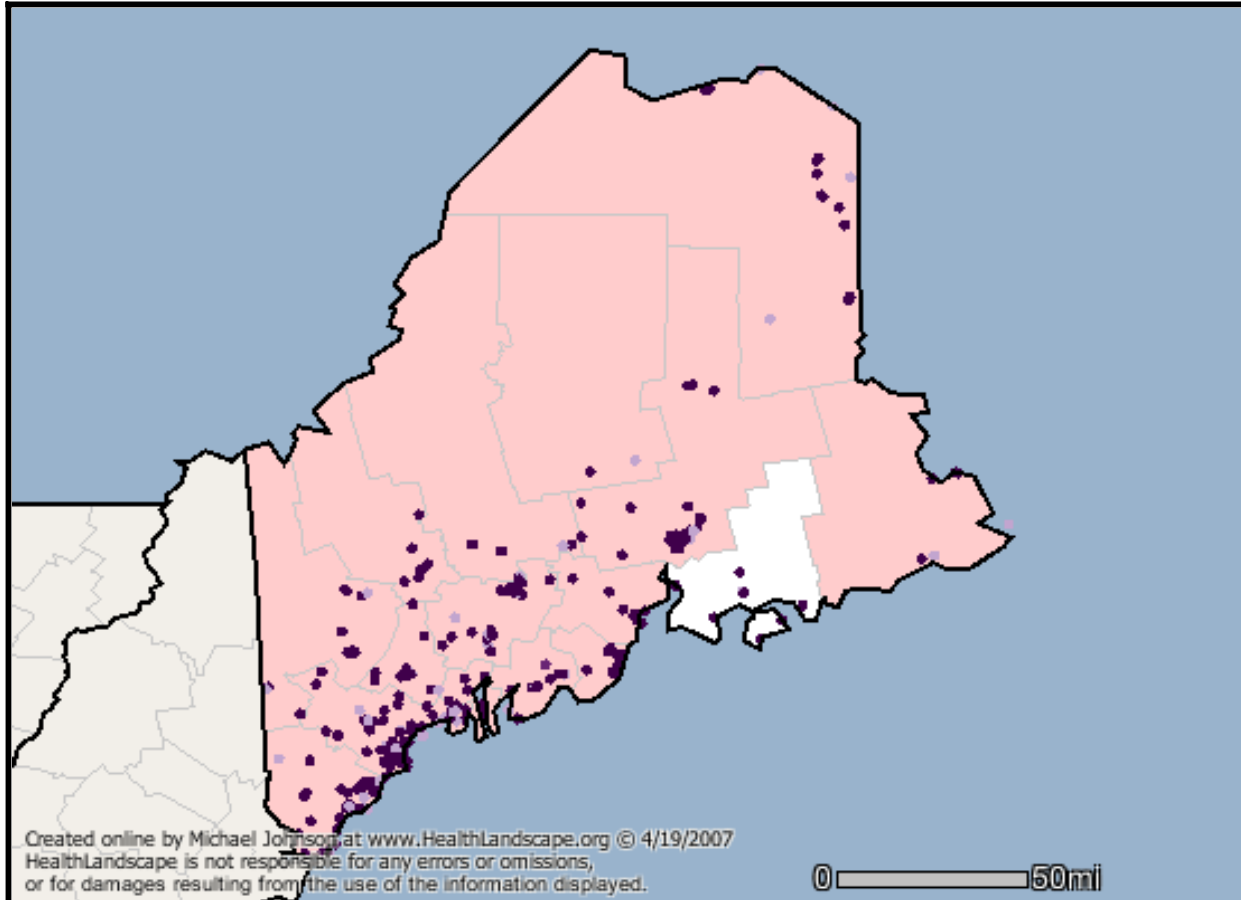 Created online by Michael Johnson at www.HealthLandscape.org © 4/19/2007
HealthLandscape is not responsible for any errors or omissions,
or for damages resulting from the use of the information displayed.
0 50mi